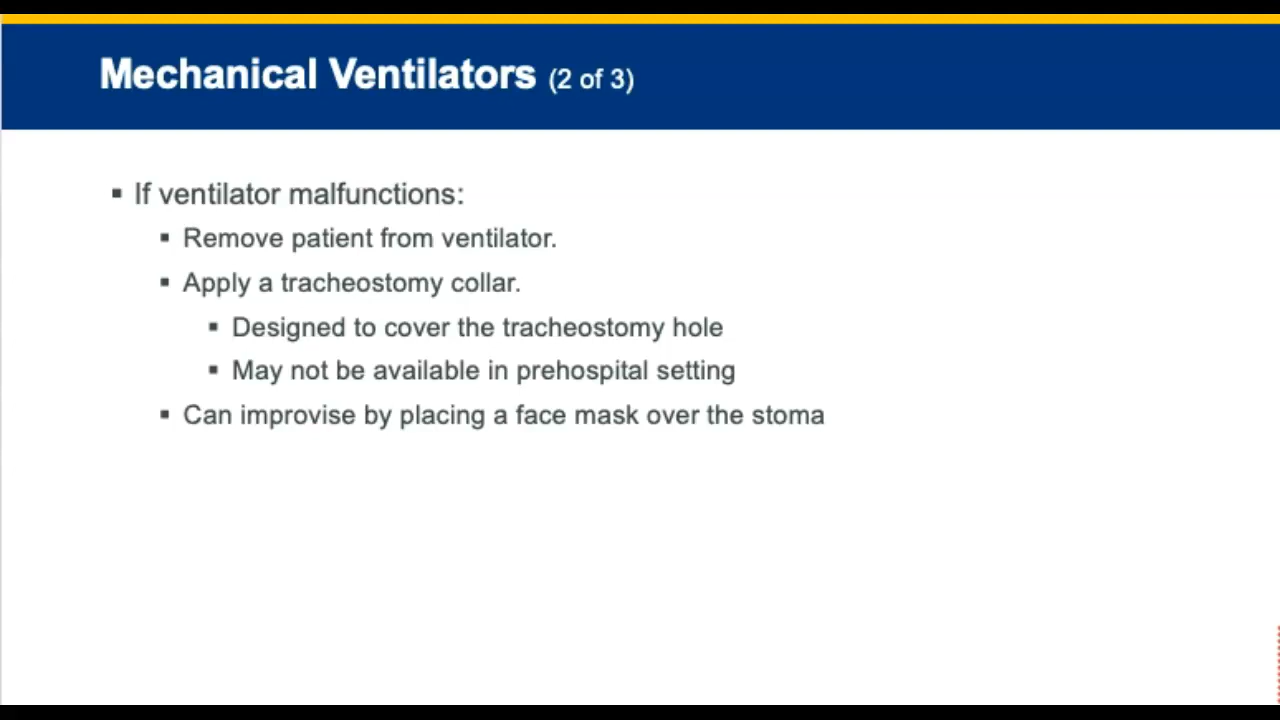 Mechanical Ventilators (2 of 3)
▪ If ventilator malfunctions:
▪ Remove patient from ventilator.
▪ Apply a tracheostomy collar.
▪ Designed to cover the tracheostomy hole
▪ May not be available in prehospital setting
▪ Can improvise by placing a face mask over the stoma